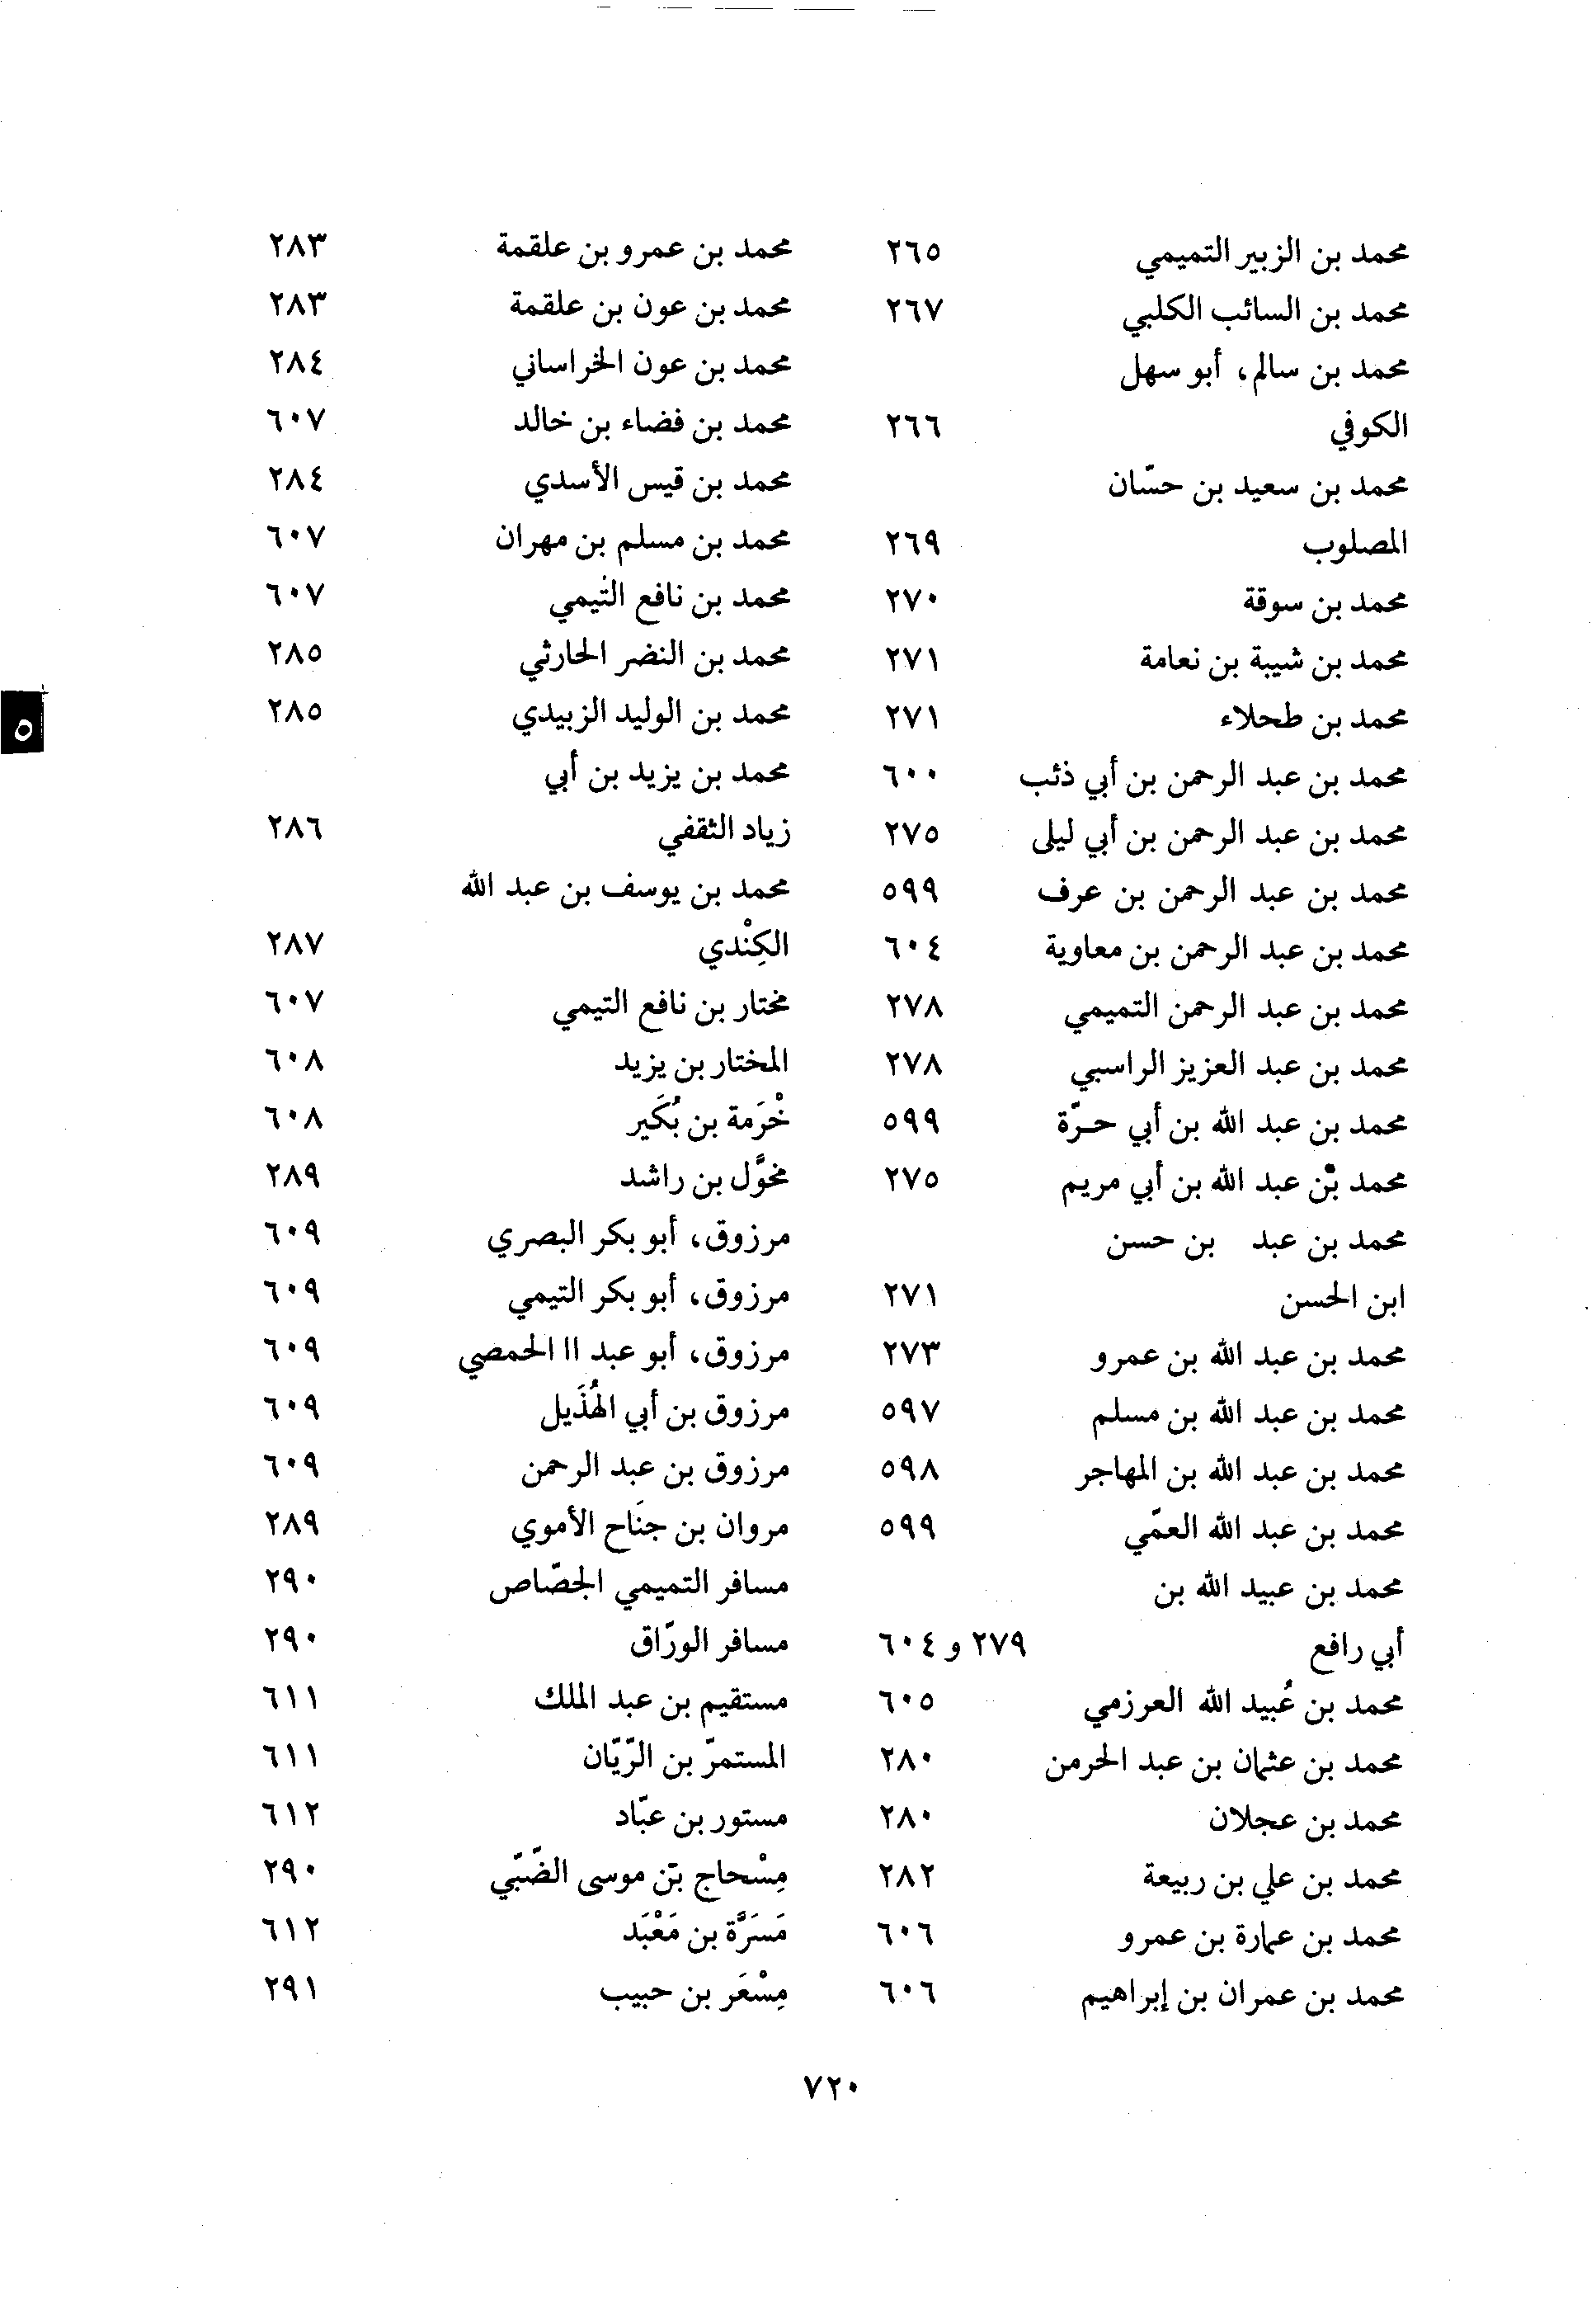 محمد بن الزبير التميمي ٢٦٥
محمد بن السائب الكلبي ٢٦٧
محمد بن سالم، أبو سهل
الكوفي ٢٦٦
محمد بن سعيد بن حسّان
المصلوب ٢٦٩
محمد بن سوقة ٢٧٠
محمد بن شيبة بن نعامة ٢٧١
محمد بن طحلاء ٢٧١
محمد بن عبد الرحمن بن أبي ذئب ٦٠٠
محمد بن عبد الرحمن بن أبي ليلى ٢٧٥
محمد بن عبد الرحمن بن عرف ٥٩٩
محمد بن عبد الرحمن بن معاوية ٦٠٤
محمد بن عبد الرحمن التميمي ٢٧٨
محمد بن عبد العزيز الراسبي ٢٧٨
محمد بن عبد الله بن أبي حرّة ٥٩٩
محمد بن عبد الله بن أبي مريم ٢٧٥
محمد بن عبد بن حسن
ابن الحسن ٢٧١
محمد بن عبد الله بن عمرو ٢٧٣
محمد بن عبد الله بن مسلم ٥٩٧
محمد بن عبد الله بن المهاجر ٥٩٨
محمد بن عبد الله العمّي ٥٩٩
محمد بن عبيد الله بن
أبي رافع ٢٧٩ و ٦٠٤
محمد بن عُبيد الله العرزمي ٦٠٥
محمد بن عثمان بن عبد الحرمن ٢٨٠
محمد بن عجلان ٢٨٠
محمد بن علي بن ربيعة ٢٨٢
محمد بن عمارة بن عمرو ٦٠٦
محمد بن عمران بن إبراهيم ٦٠٦
محمد بن عمرو بن علقمة ٢٨٣
محمد بن عون بن علقمة ٢٨٣
محمد بن عون الخراساني ٢٨٤
محمد بن فضاء بن خالد ٦٠٧
محمد بن قيس الأسدي ٢٨٤
محمد بن مسلم بن مهران ٦٠٧
محمد بن نافع التيمي ٦٠٧
محمد بن النضر الحارثي ٢٨٥
محمد بن الوليد الزبيدي ٢٨٥
محمد بن يزيد بن أبي
زياد الثقفي ٢٨٦
محمد بن يوسف بن عبد الله
الكِنْدي ٢٨٧
مختار بن نافع التيمي ٦٠٧
المختار بن يزيد ٦٠٨
خْرَمة بن بُكَير ٦٠٨
مخوَّل بن راشد ٢٨٩
مرزوق، أبو بكر البصري ٦٠٩
مرزوق، أبو بكر التيمي ٦٠٩
مرزوق، أبو عبد اا الحمصي ٦٠٩
مرزوق بن أبي الهُذَيل ٦٠٩
مرزوق بن عبد الرحمن ٦٠٩
مروان بن جنَاح الأموي ٢٨٩
مسافر التميمي الجصّاص ٢٩٠
مسافر الورّاق ٢٩٠
مستقيم بن عبد الملك ٦١١
المستمرّ بن الرّيّان ٦١١
مستور بن عبّاد ٦١٢
مِسْحاج بن موسى الضّبّي ٢٩٠
مَسَرَّة بن مَعْبَد ٦١٢
مِسْعَر بن حبيب ٢٩١
٥
٧٢٠